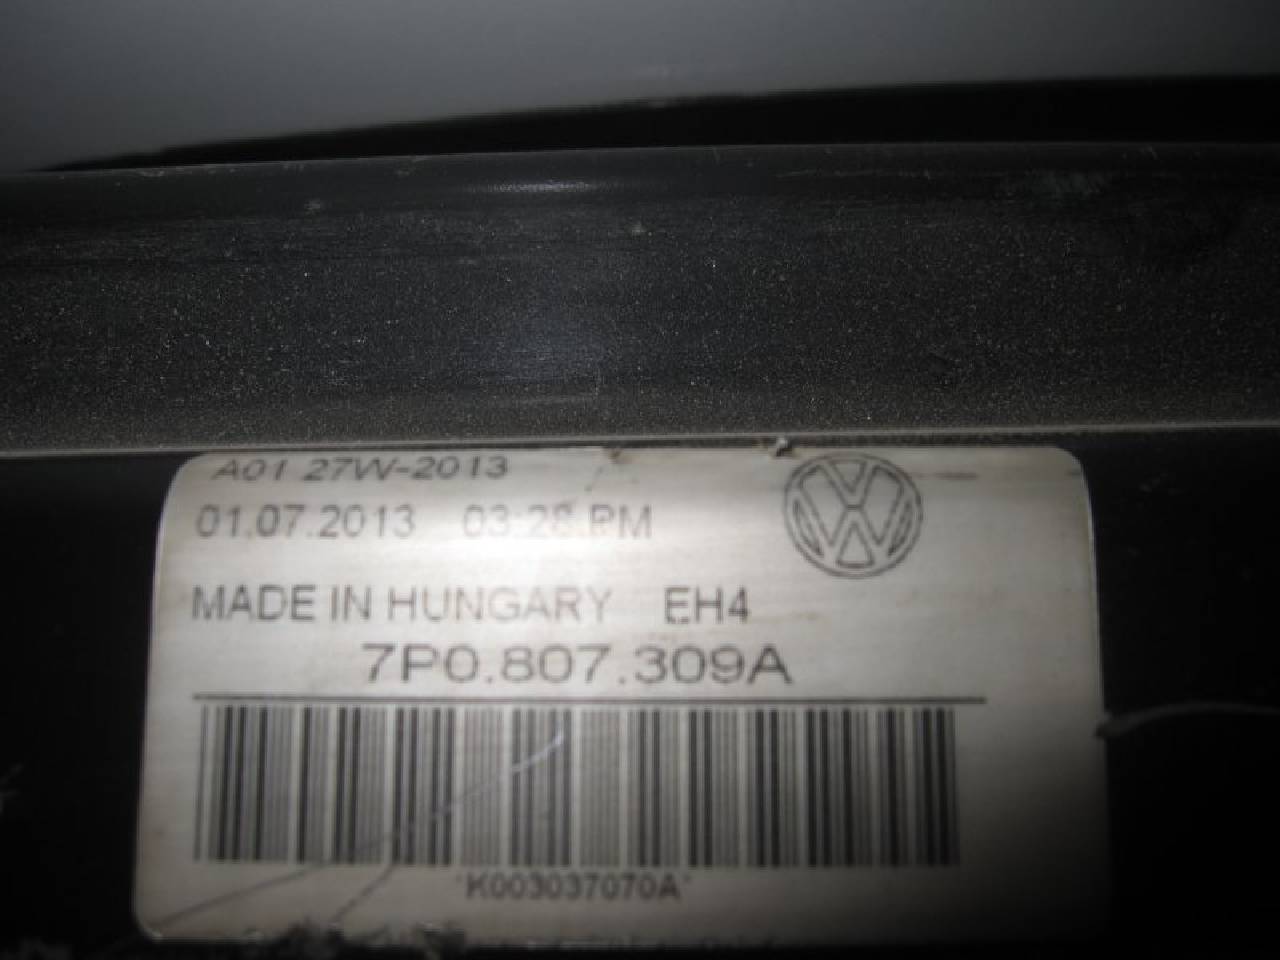 A01 27W-2013
01.07.2013 03:28 PM
MADE IN HUNGARY EH4
7P0.807.309A
*K003037070A*